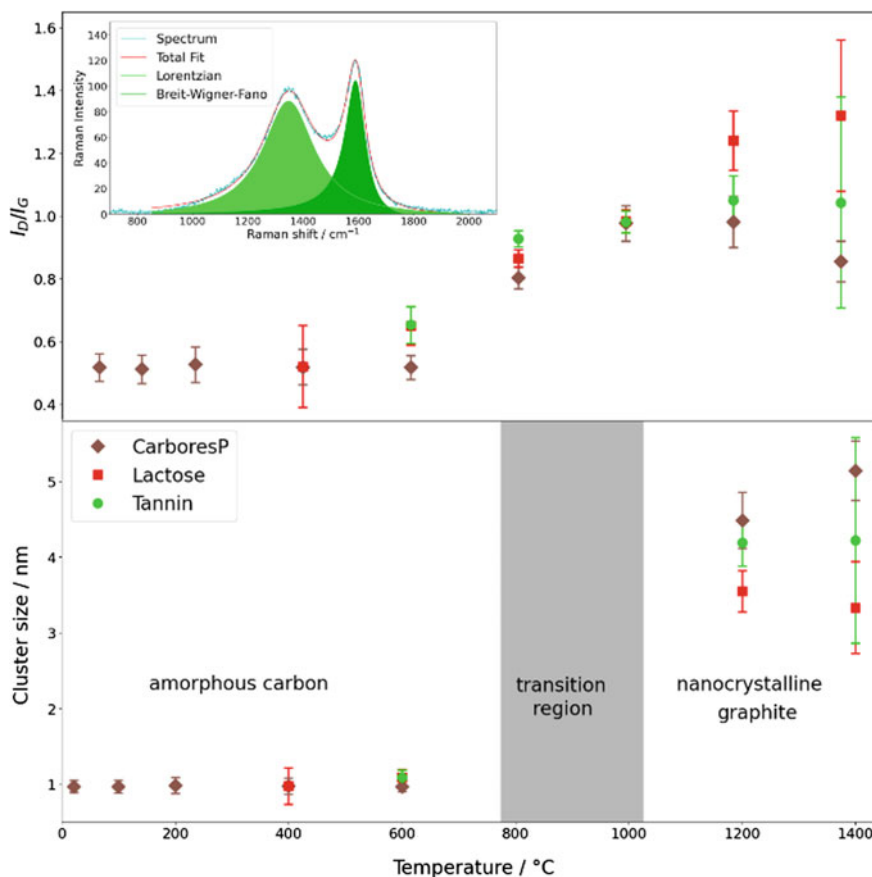 1.6
1.4
1.2
1.0
0.8
0.6
0.4
I_D/I_G
140
120
100
80
60
40
20
0
Raman Intensity
Spectrum
Total Fit
Lorentzian
Breit-Wigner-Fano
800 1000 1200 1400 1600 1800 2000
Raman shift / cm⁻¹
CarboresP
Lactose
Tannin
5
4
3
2
1
Cluster size / nm
amorphous carbon
transition
region
nanocrystalline
graphite
0 200 400 600 800 1000 1200 1400
Temperature / °C